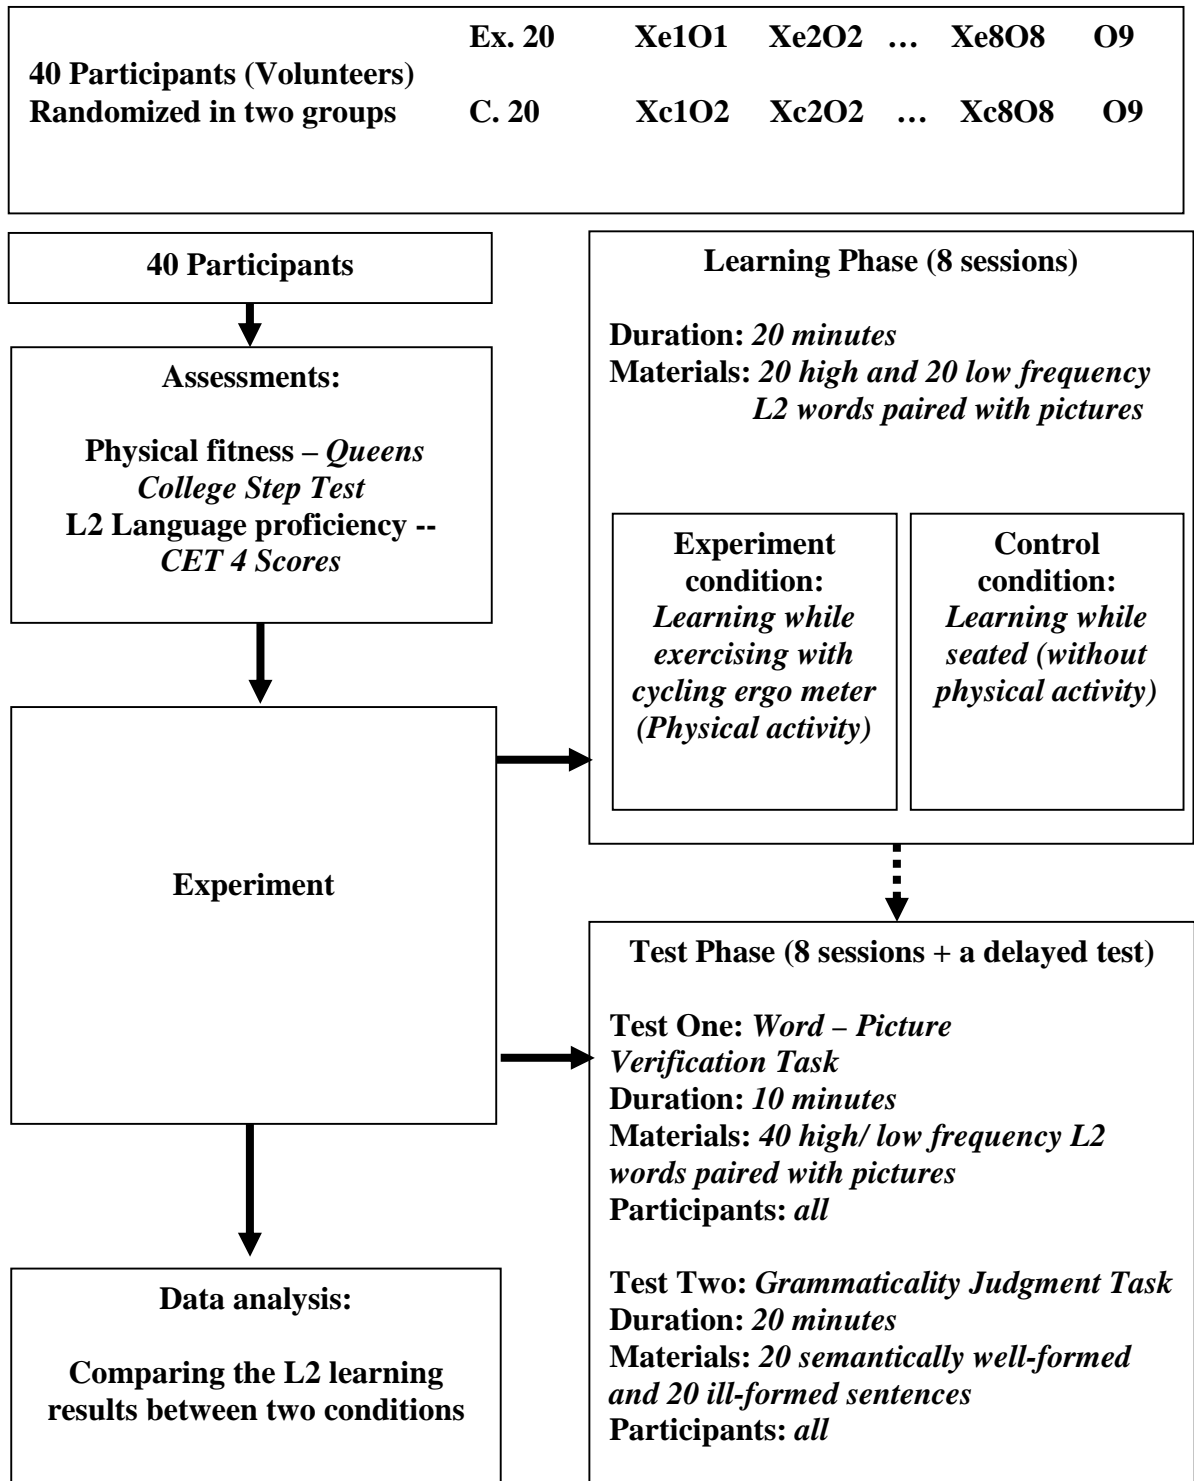 Ex. 20 Xe1O1 Xe2O2 … Xe8O8 O9
40 Participants (Volunteers)
Randomized in two groups C. 20 Xc1O2 Xc2O2 … Xc8O8 O9
40 Participants
Assessments:
Physical fitness – Queens
College Step Test
L2 Language proficiency --
CET 4 Scores
Experiment
Data analysis:
Comparing the L2 learning
results between two conditions
Learning Phase (8 sessions)
Duration: 20 minutes
Materials: 20 high and 20 low frequency
L2 words paired with pictures
Experiment
condition:
Learning while
exercising with
cycling ergo meter
(Physical activity)
Control
condition:
Learning while
seated (without
physical activity)
Test Phase (8 sessions + a delayed test)
Test One: Word – Picture
Verification Task
Duration: 10 minutes
Materials: 40 high/ low frequency L2
words paired with pictures
Participants: all
Test Two: Grammaticality Judgment Task
Duration: 20 minutes
Materials: 20 semantically well-formed
and 20 ill-formed sentences
Participants: all